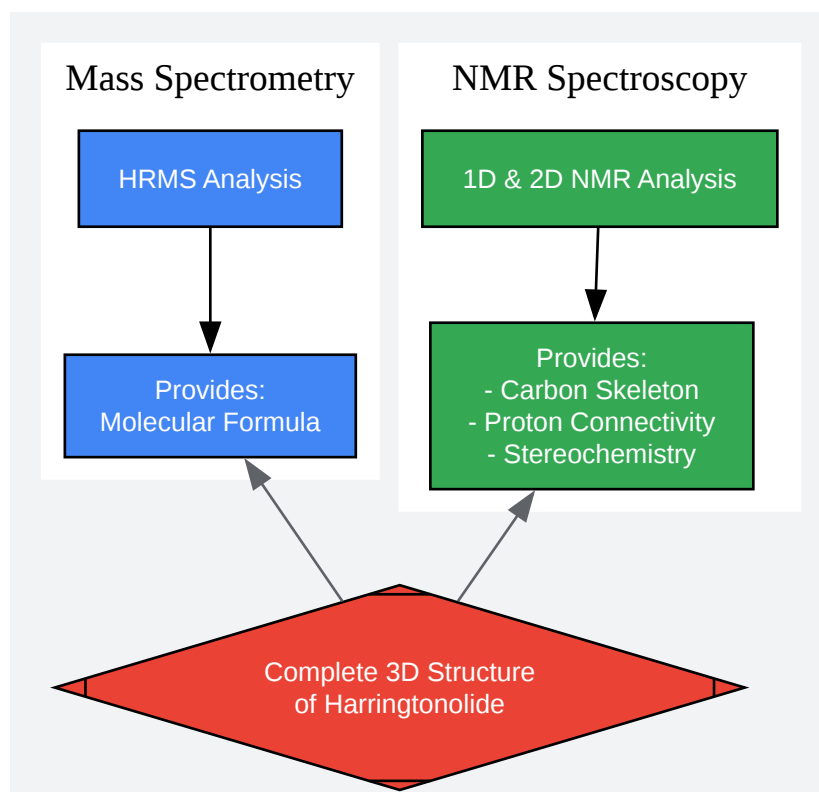 Mass Spectrometry
HRMS Analysis
Provides:
Molecular Formula
NMR Spectroscopy
1D & 2D NMR Analysis
Provides:
- Carbon Skeleton
- Proton Connectivity
- Stereochemistry
Complete 3D Structure
of Harringtonolide